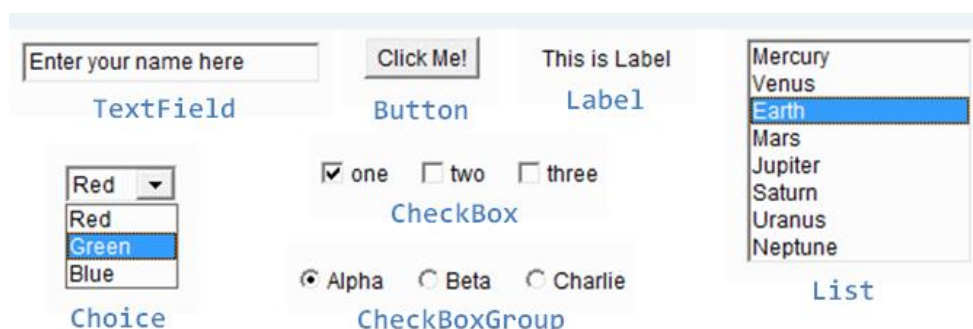 Enter your name here
TextField
Click Me!
Button
This is Label
Label
Mercury
Venus
Earth
Mars
Jupiter
Saturn
Uranus
Neptune
List
Red
Red
Green
Blue
Choice
one two three
CheckBox
Alpha Beta Charlie
CheckBoxGroup